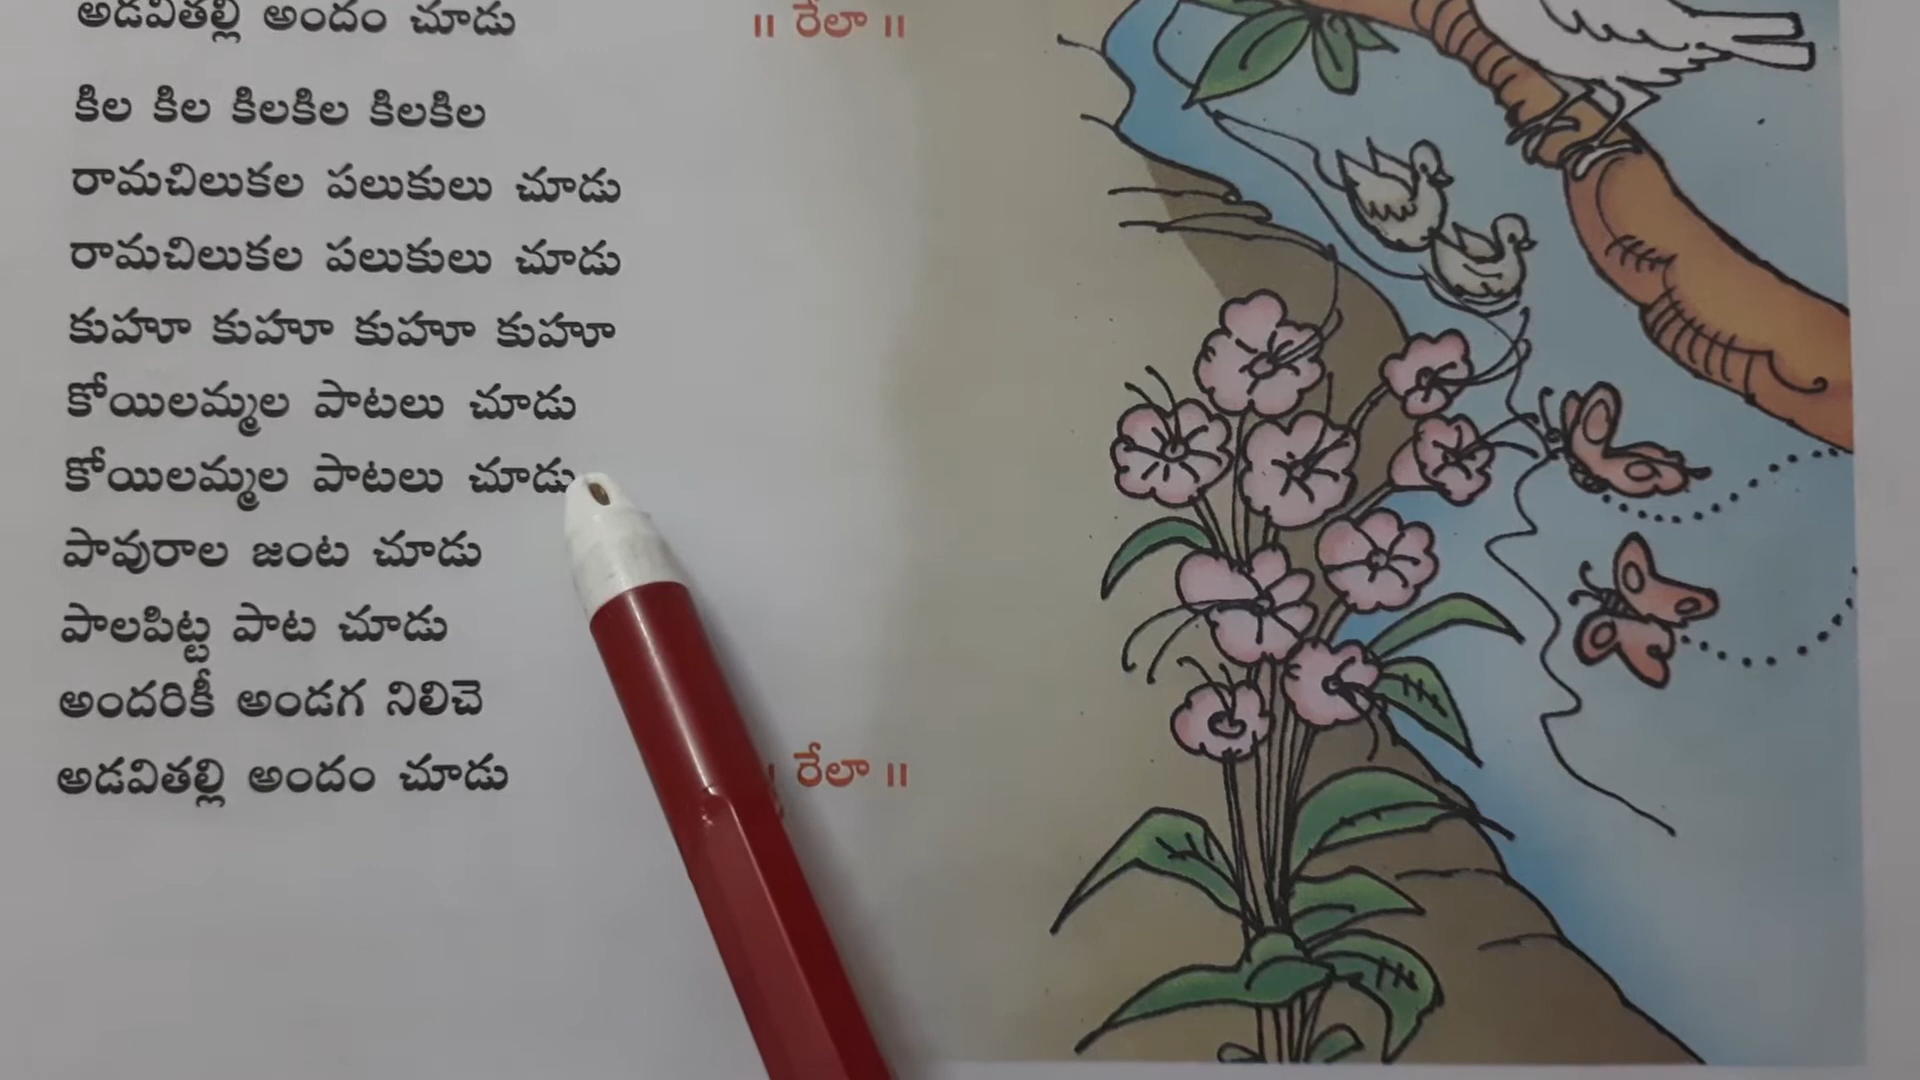 అడవితల్లి అందం చూడు ॥ రేలా ॥
కిల కిల కిలకిల కిలకిల
రామచిలుకల పలుకులు చూడు
రామచిలుకల పలుకులు చూడు
కుహూ కుహూ కుహూ కుహూ
కోయిలమ్మల పాటలు చూడు
కోయిలమ్మల పాటలు చూడు
పావురాల జంట చూడు
పాలపిట్ట పాట చూడు
అందరికీ అండగ నిలిచె
అడవితల్లి అందం చూడు ॥ రేలా ॥